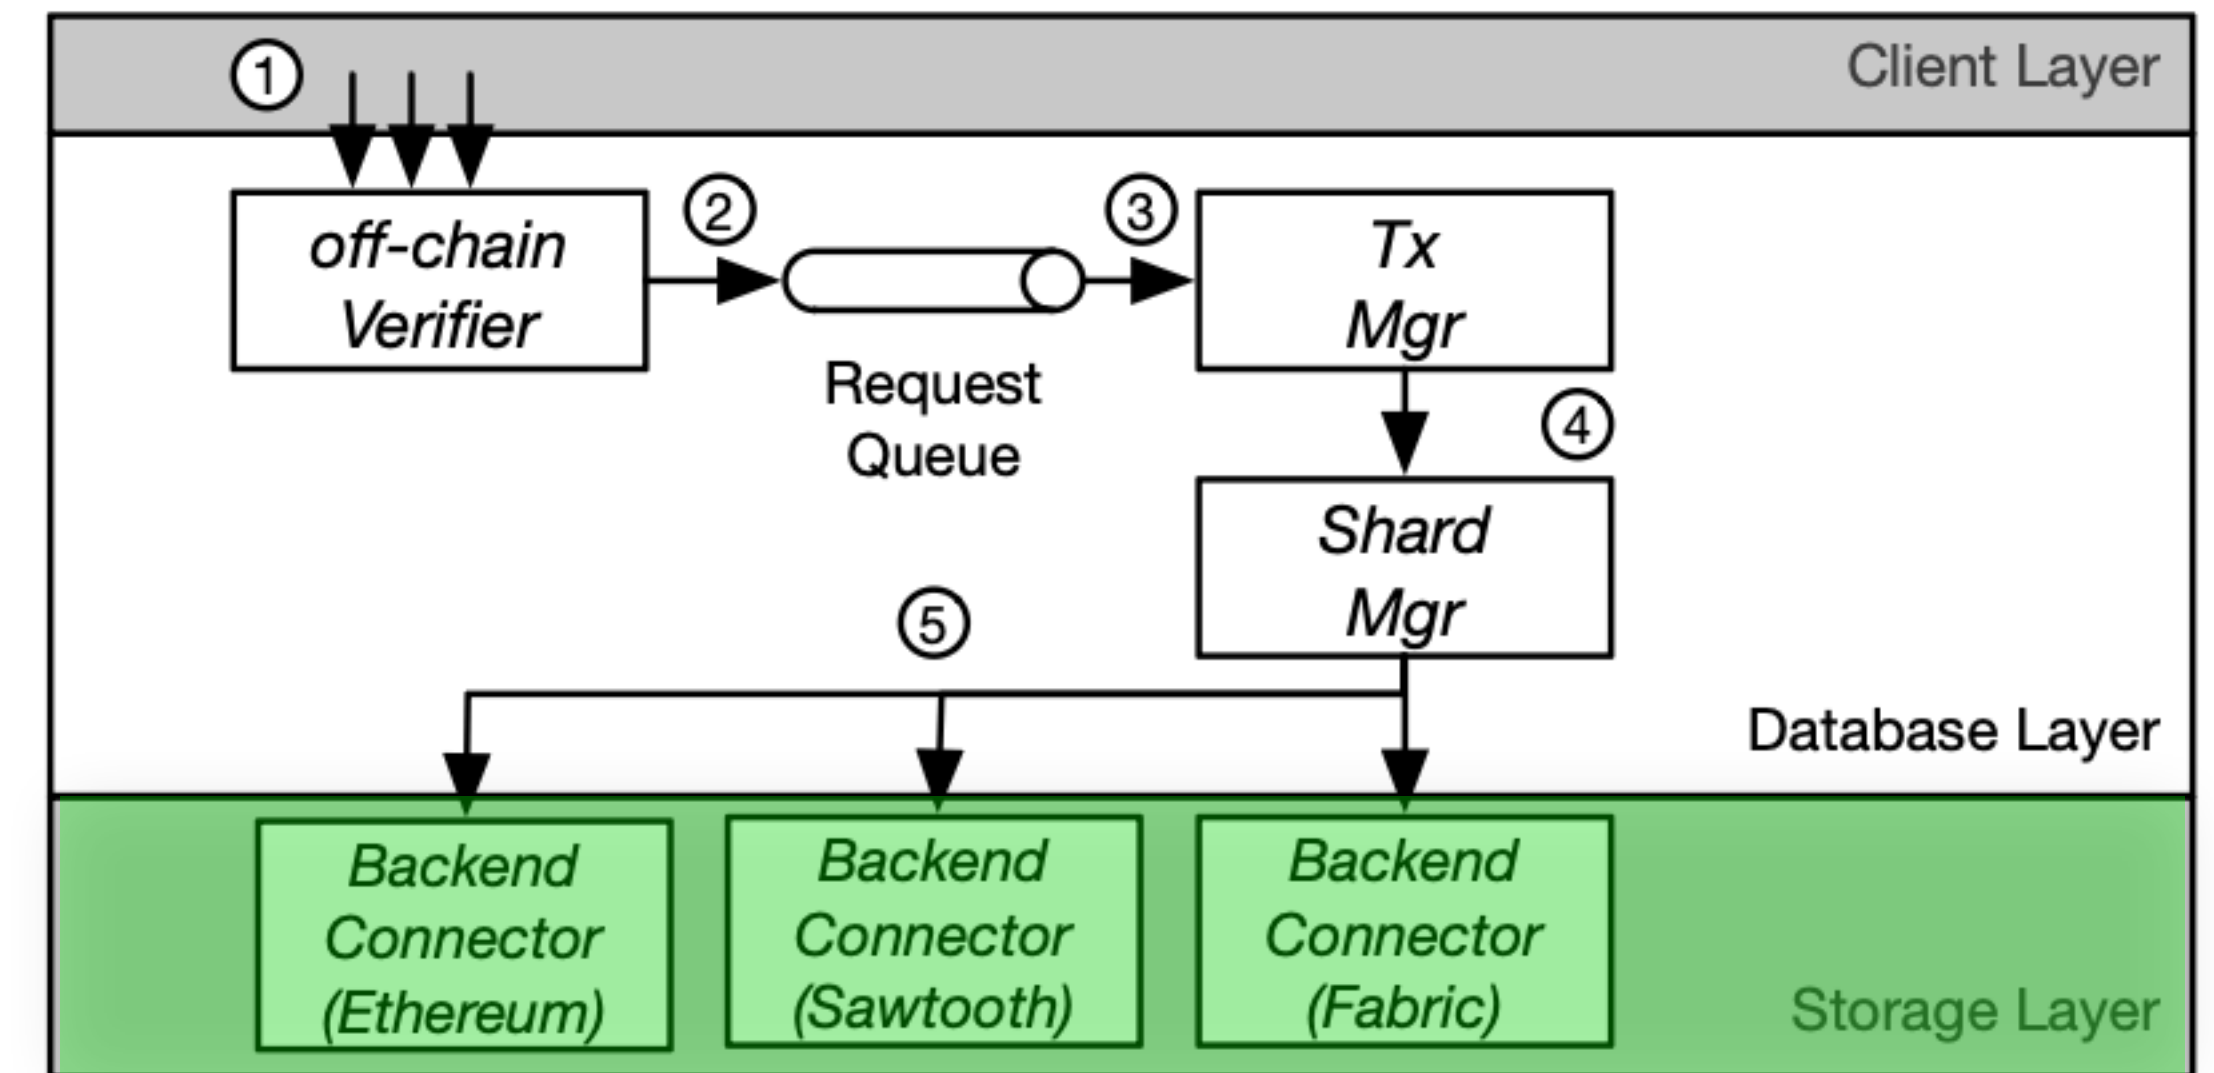 1
Client Layer
off-chain
Verifier
2
Request
Queue
3
Tx
Mgr
4
Shard
Mgr
5
Database Layer
Backend
Connector
(Ethereum)
Backend
Connector
(Sawtooth)
Backend
Connector
(Fabric)
Storage Layer